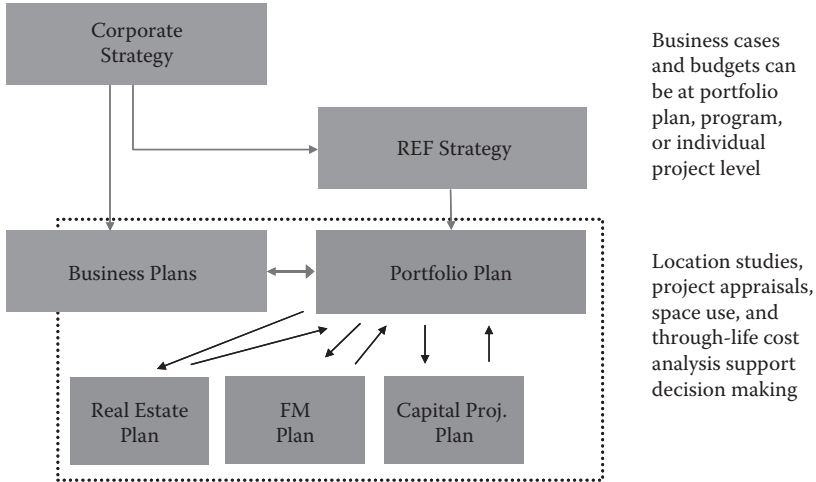 Corporate
Strategy
Business cases
and budgets can
be at portfolio
plan, program,
or individual
project level
REF Strategy
Business Plans
Portfolio Plan
Location studies,
project appraisals,
space use, and
through-life cost
analysis support
decision making
Real Estate
Plan
FM
Plan
Capital Proj.
Plan